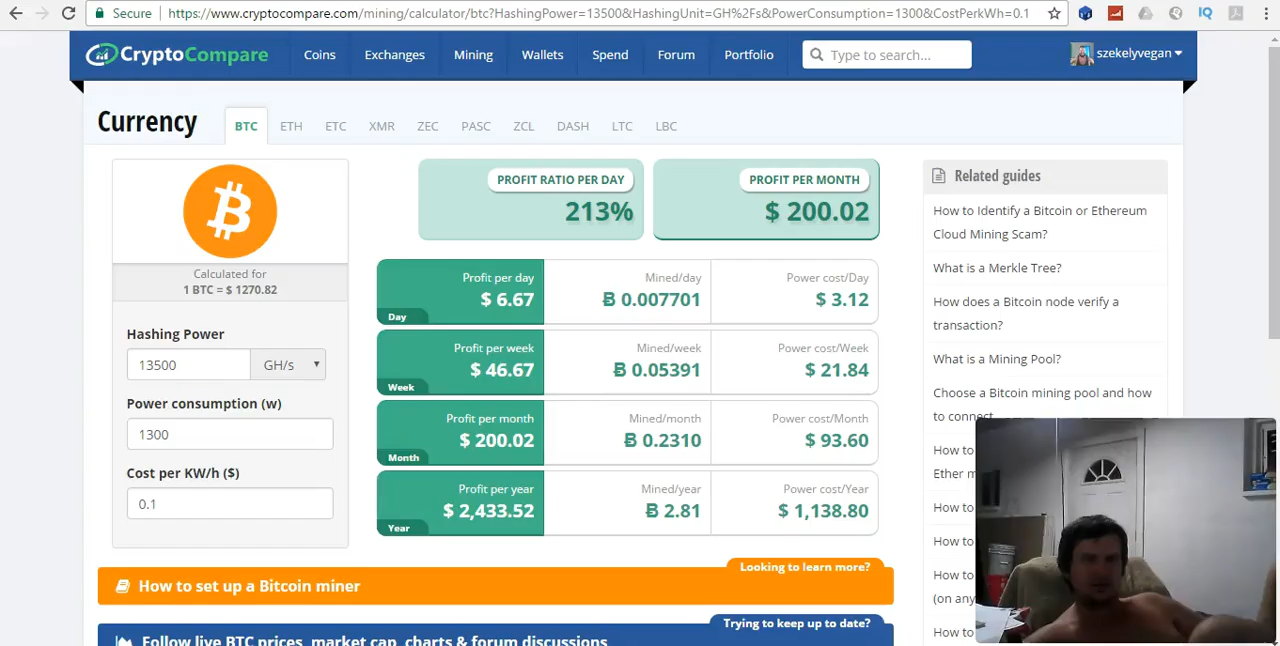 Secure
https://www.cryptocompare.com/mining/calculator/btc?HashingPower=13500&HashingUnit=GH%2Fs&PowerConsumption=1300&CostPerkWh=0.1
CryptoCompare
Coins
Exchanges
Mining
Wallets
Spend
Forum
Portfolio
Type to search...
szekelyvegan
Currency
BTC
ETH
ETC
XMR
ZEC
PASC
ZCL
DASH
LTC
LBC
Calculated for
1 BTC = $ 1270.82
Hashing Power
13500
GH/s
Power consumption (w)
1300
Cost per KW/h ($)
0.1
PROFIT RATIO PER DAY
213%
PROFIT PER MONTH
$ 200.02
Profit per day
$ 6.67
Day
Mined/day
Ƀ 0.007701
Power cost/Day
$ 3.12
Profit per week
$ 46.67
Week
Mined/week
Ƀ 0.05391
Power cost/Week
$ 21.84
Profit per month
$ 200.02
Month
Mined/month
Ƀ 0.2310
Power cost/Month
$ 93.60
Profit per year
$ 2,433.52
Year
Mined/year
Ƀ 2.81
Power cost/Year
$ 1,138.80
Looking to learn more?
How to set up a Bitcoin miner
Trying to keep up to date?
Follow live BTC prices, market cap, charts & forum discussions
Related guides
How to Identify a Bitcoin or Ethereum
Cloud Mining Scam?
What is a Merkle Tree?
How does a Bitcoin node verify a
transaction?
What is a Mining Pool?
Choose a Bitcoin mining pool and how
to connect
How to
Ether m
How to
How to
How to
(on any
How to